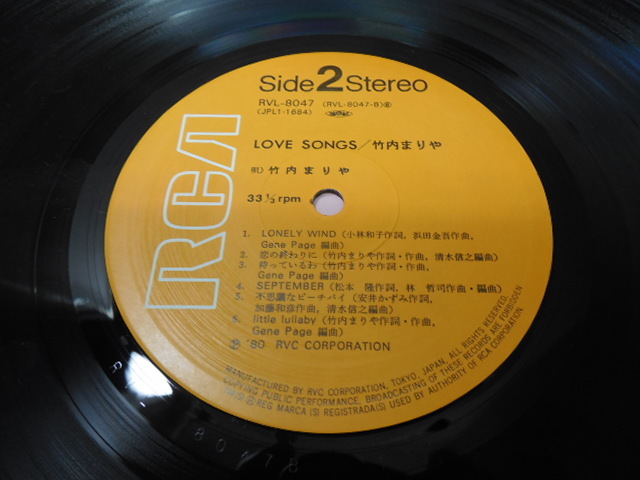 Side 2 Stereo
RVL-8047 (RVL-8047-B)
(JPL1-1684)
LOVE SONGS/竹内まりや
唄) 竹内まりや
33 1/3 rpm
RCA
1. LONELY WIND (小林和子作詞, 浜田金吾作曲,
Gene Page 編曲)
2. 恋の終わりに (竹内まりや作詞・作曲, 清水信之編曲)
3. 待っているわ (竹内まりや作詞・作曲,
Gene Page 編曲)
4. SEPTEMBER (松本 隆作詞, 林 哲司作曲・編曲)
5. 不思議なピーチパイ (安井かずみ作詞,
加藤和彦作曲, 清水信之編曲)
6. little lullaby (竹内まりや作詞・作曲,
Gene Page 編曲)
Ⓟ '80 RVC CORPORATION
MANUFACTURED BY RVC CORPORATION, TOKYO, JAPAN, ALL RIGHTS RESERVED,
COPYING PUBLIC PERFORMANCE, BROADCASTING OF THESE RECORDS ARE FORBIDDEN
TMK(S) Ⓡ REG MARCA(S) REGISTRADA(S) USED BY AUTHORITY OF RCA CORPORATION